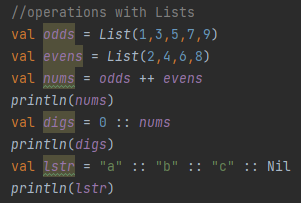 //operations with Lists
val odds = List(1,3,5,7,9)
val evens = List(2,4,6,8)
val nums = odds ++ evens
println(nums)
val digs = 0 :: nums
println(digs)
val lstr = "a" :: "b" :: "c" :: Nil
println(lstr)